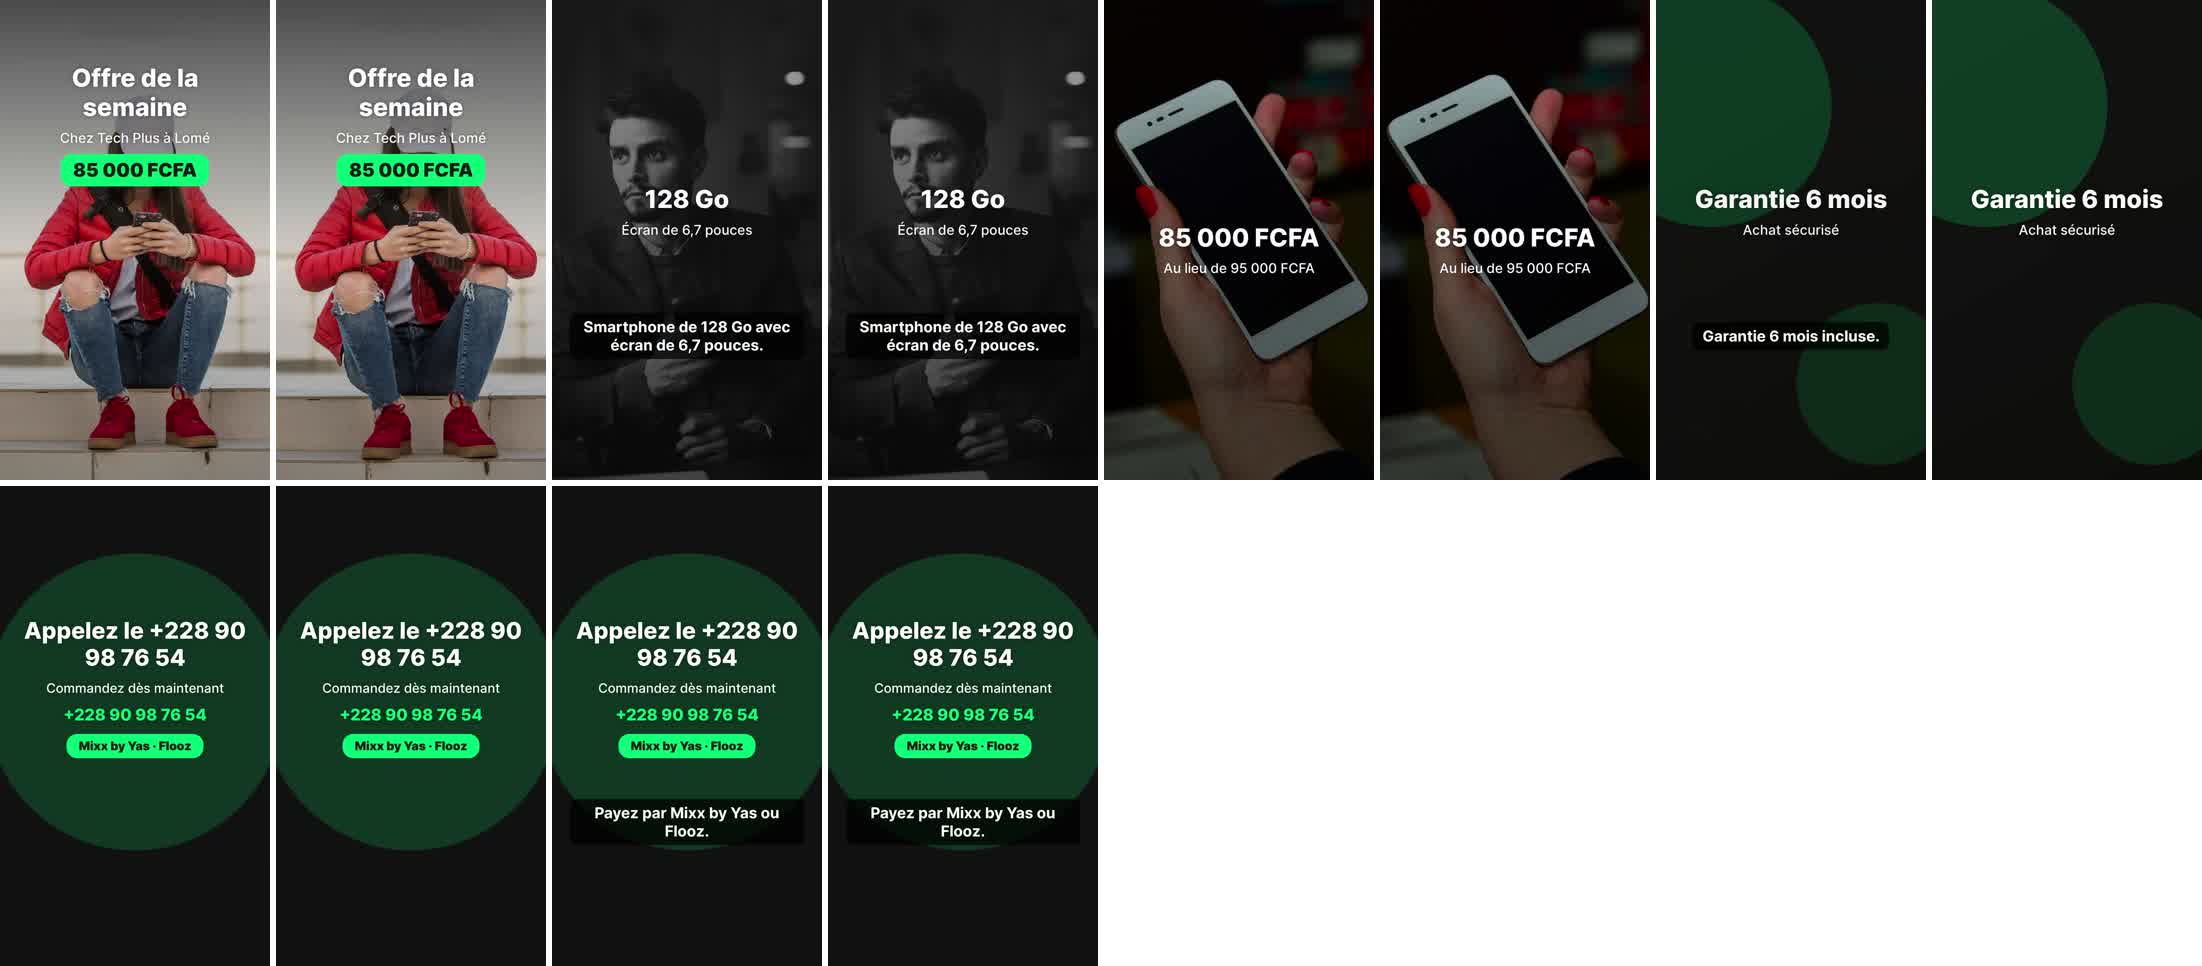 Offre de la
semaine
Chez Tech Plus à Lomé
85 000 FCFA
Offre de la
semaine
Chez Tech Plus à Lomé
85 000 FCFA
128 Go
Écran de 6,7 pouces
Smartphone de 128 Go avec
écran de 6,7 pouces.
128 Go
Écran de 6,7 pouces
Smartphone de 128 Go avec
écran de 6,7 pouces.
85 000 FCFA
Au lieu de 95 000 FCFA
85 000 FCFA
Au lieu de 95 000 FCFA
Garantie 6 mois
Achat sécurisé
Garantie 6 mois incluse.
Garantie 6 mois
Achat sécurisé
Appelez le +228 90
98 76 54
Commandez dès maintenant
+228 90 98 76 54
Mixx by Yas · Flooz
Appelez le +228 90
98 76 54
Commandez dès maintenant
+228 90 98 76 54
Mixx by Yas · Flooz
Appelez le +228 90
98 76 54
Commandez dès maintenant
+228 90 98 76 54
Mixx by Yas · Flooz
Payez par Mixx by Yas ou
Flooz.
Appelez le +228 90
98 76 54
Commandez dès maintenant
+228 90 98 76 54
Mixx by Yas · Flooz
Payez par Mixx by Yas ou
Flooz.